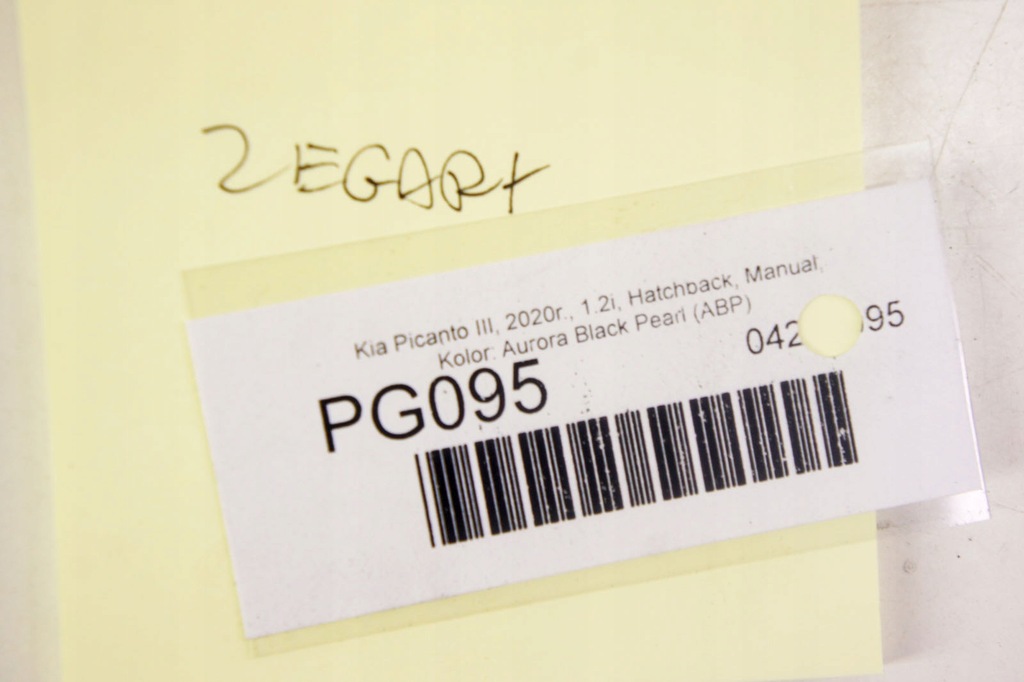 ZEGARY
Kia Picanto III, 2020r., 1.2i, Hatchback, Manual,
Kolor: Aurora Black Pearl (ABP)
PG095